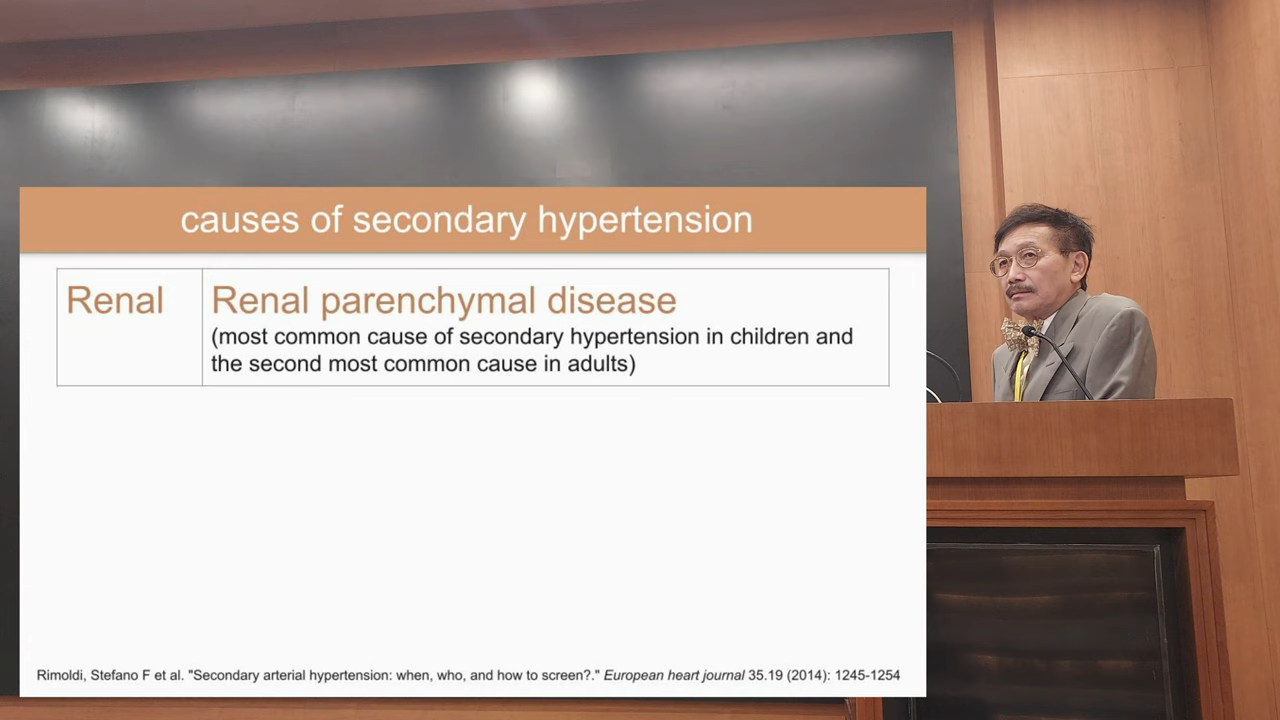 causes of secondary hypertension
Renal
Renal parenchymal disease
(most common cause of secondary hypertension in children and
the second most common cause in adults)
Rimoldi, Stefano F et al. "Secondary arterial hypertension: when, who, and how to screen?." European heart journal 35.19 (2014): 1245-1254